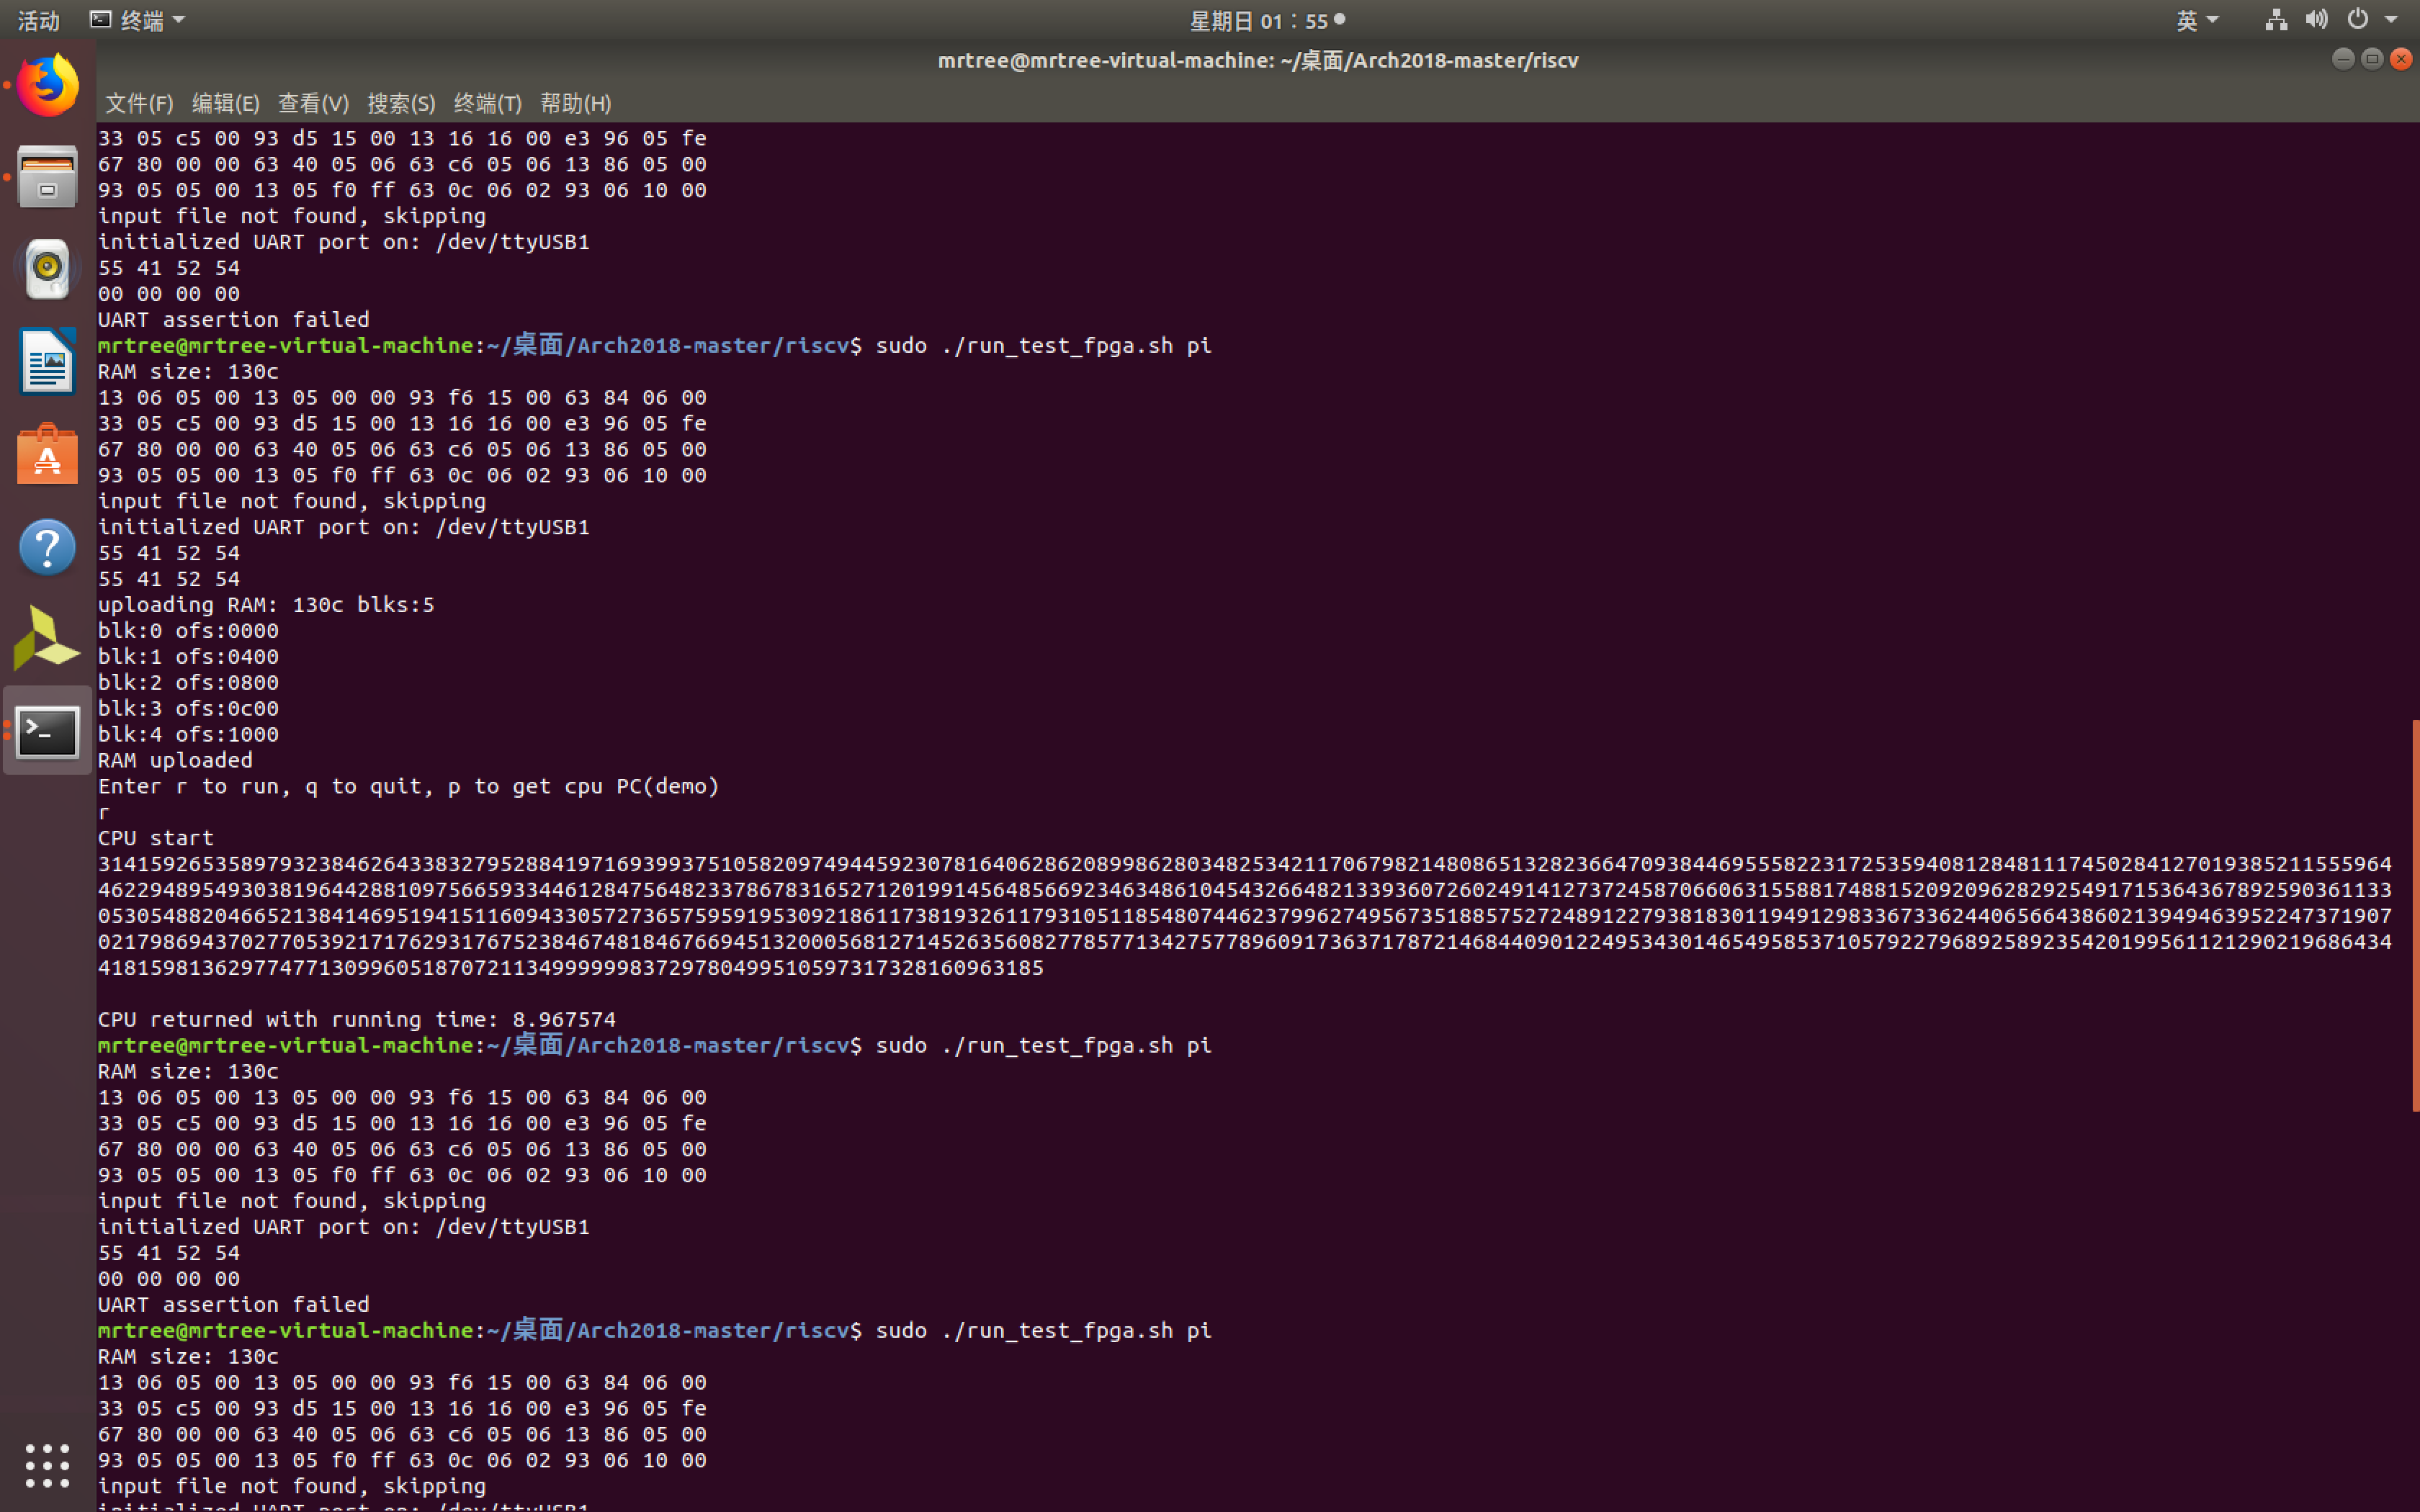 活动 终端 星期日 01：55 英
mrtree@mrtree-virtual-machine: ~/桌面/Arch2018-master/riscv
文件(F) 编辑(E) 查看(V) 搜索(S) 终端(T) 帮助(H)
33 05 c5 00 93 d5 15 00 13 16 16 00 e3 96 05 fe
67 80 00 00 63 40 05 06 63 c6 05 06 13 86 05 00
93 05 05 00 13 05 f0 ff 63 0c 06 02 93 06 10 00
input file not found, skipping
initialized UART port on: /dev/ttyUSB1
55 41 52 54
00 00 00 00
UART assertion failed
mrtree@mrtree-virtual-machine:~/桌面/Arch2018-master/riscv$ sudo ./run_test_fpga.sh pi
RAM size: 130c
13 06 05 00 13 05 00 00 93 f6 15 00 63 84 06 00
33 05 c5 00 93 d5 15 00 13 16 16 00 e3 96 05 fe
67 80 00 00 63 40 05 06 63 c6 05 06 13 86 05 00
93 05 05 00 13 05 f0 ff 63 0c 06 02 93 06 10 00
input file not found, skipping
initialized UART port on: /dev/ttyUSB1
55 41 52 54
55 41 52 54
uploading RAM: 130c blks:5
blk:0 ofs:0000
blk:1 ofs:0400
blk:2 ofs:0800
blk:3 ofs:0c00
blk:4 ofs:1000
RAM uploaded
Enter r to run, q to quit, p to get cpu PC(demo)
r
CPU start
314159265358979323846264338327952884197169399375105820974944592307816406286208998628034825342117067982148086513282366470938446955582231725359408128481117450284127019385211555964
462294895493038196442881097566593344612847564823378678316527120199145648566923463486104543266482133936072602491412737245870660631558817488152092096282925491715364367892590361133
053054882046652138414695194151160943305727365759591953092186117381932611793105118548074462379962749567351885752724891227938183011949129833673362440656643860213949463952247371907
021798694370277053921717629317675238467481846766945132000568127145263560827785771342757789609173637178721468440901224953430146549585371057922796892589235420199561121290219686434
4181598136297747713099605187072113499999983729780499510597317328160963185
CPU returned with running time: 8.967574
mrtree@mrtree-virtual-machine:~/桌面/Arch2018-master/riscv$ sudo ./run_test_fpga.sh pi
RAM size: 130c
13 06 05 00 13 05 00 00 93 f6 15 00 63 84 06 00
33 05 c5 00 93 d5 15 00 13 16 16 00 e3 96 05 fe
67 80 00 00 63 40 05 06 63 c6 05 06 13 86 05 00
93 05 05 00 13 05 f0 ff 63 0c 06 02 93 06 10 00
input file not found, skipping
initialized UART port on: /dev/ttyUSB1
55 41 52 54
00 00 00 00
UART assertion failed
mrtree@mrtree-virtual-machine:~/桌面/Arch2018-master/riscv$ sudo ./run_test_fpga.sh pi
RAM size: 130c
13 06 05 00 13 05 00 00 93 f6 15 00 63 84 06 00
33 05 c5 00 93 d5 15 00 13 16 16 00 e3 96 05 fe
67 80 00 00 63 40 05 06 63 c6 05 06 13 86 05 00
93 05 05 00 13 05 f0 ff 63 0c 06 02 93 06 10 00
input file not found, skipping
initialized UART port on: /dev/ttyUSB1